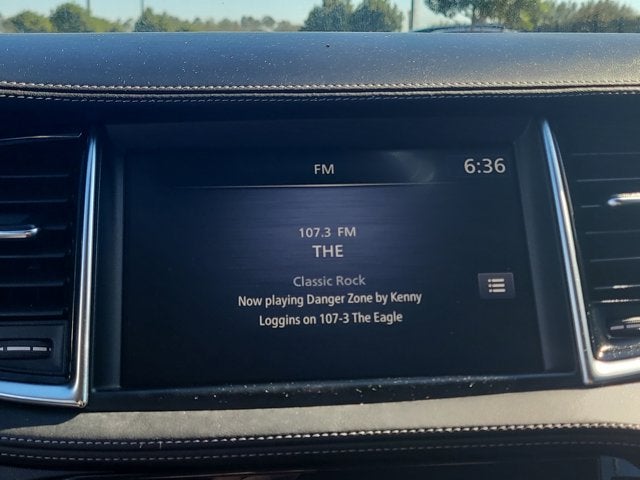 FM 6:36
107.3 FM
THE
Classic Rock
Now playing Danger Zone by Kenny
Loggins on 107-3 The Eagle